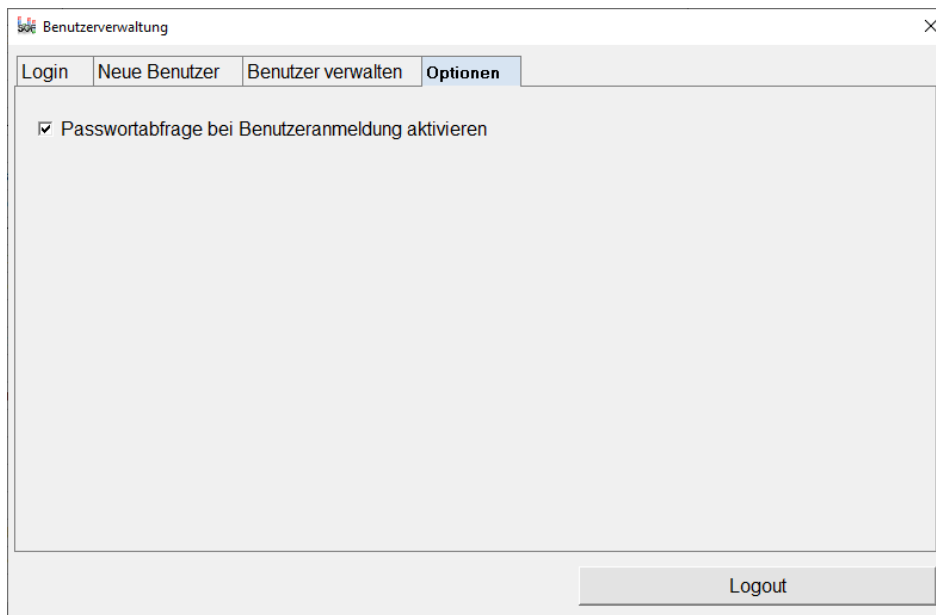 Benutzerverwaltung
Login Neue Benutzer Benutzer verwalten Optionen
Passwortabfrage bei Benutzeranmeldung aktivieren
Logout